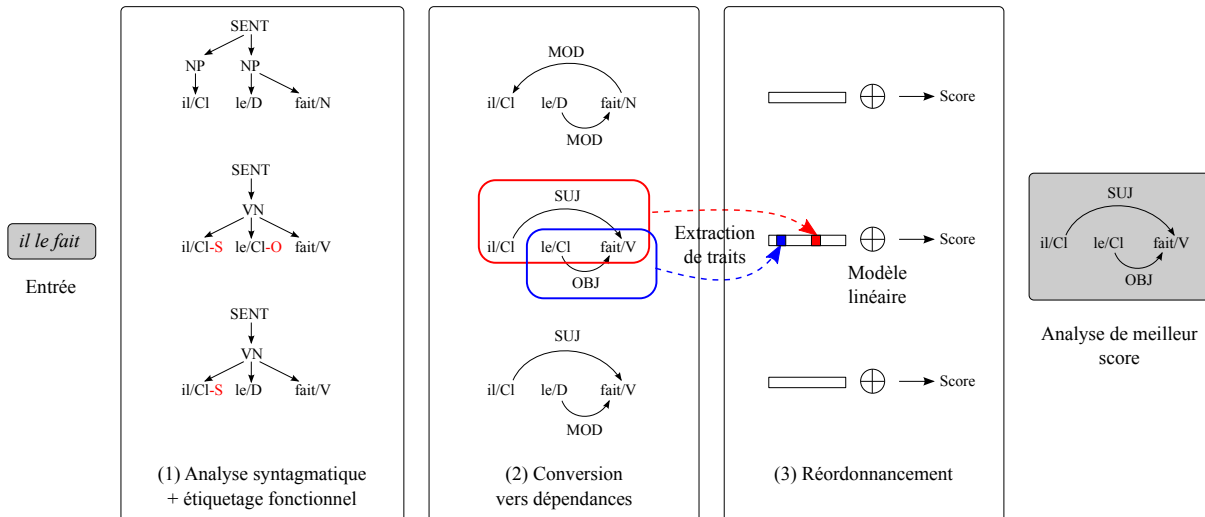 il le fait
Entrée
SENT
NP NP
il/Cl le/D fait/N
SENT
VN
il/Cl-S le/Cl-O fait/V
SENT
VN
il/Cl-S le/D fait/V
(1) Analyse syntagmatique
+ étiquetage fonctionnel
MOD
il/Cl le/D fait/N
MOD
SUJ
il/Cl le/Cl fait/V
OBJ
SUJ
il/Cl le/D fait/V
MOD
(2) Conversion
vers dépendances
Extraction
de traits
Score
Score
Modèle
linéaire
Score
(3) Réordonnancement
SUJ
il/Cl le/Cl fait/V
OBJ
Analyse de meilleur
score